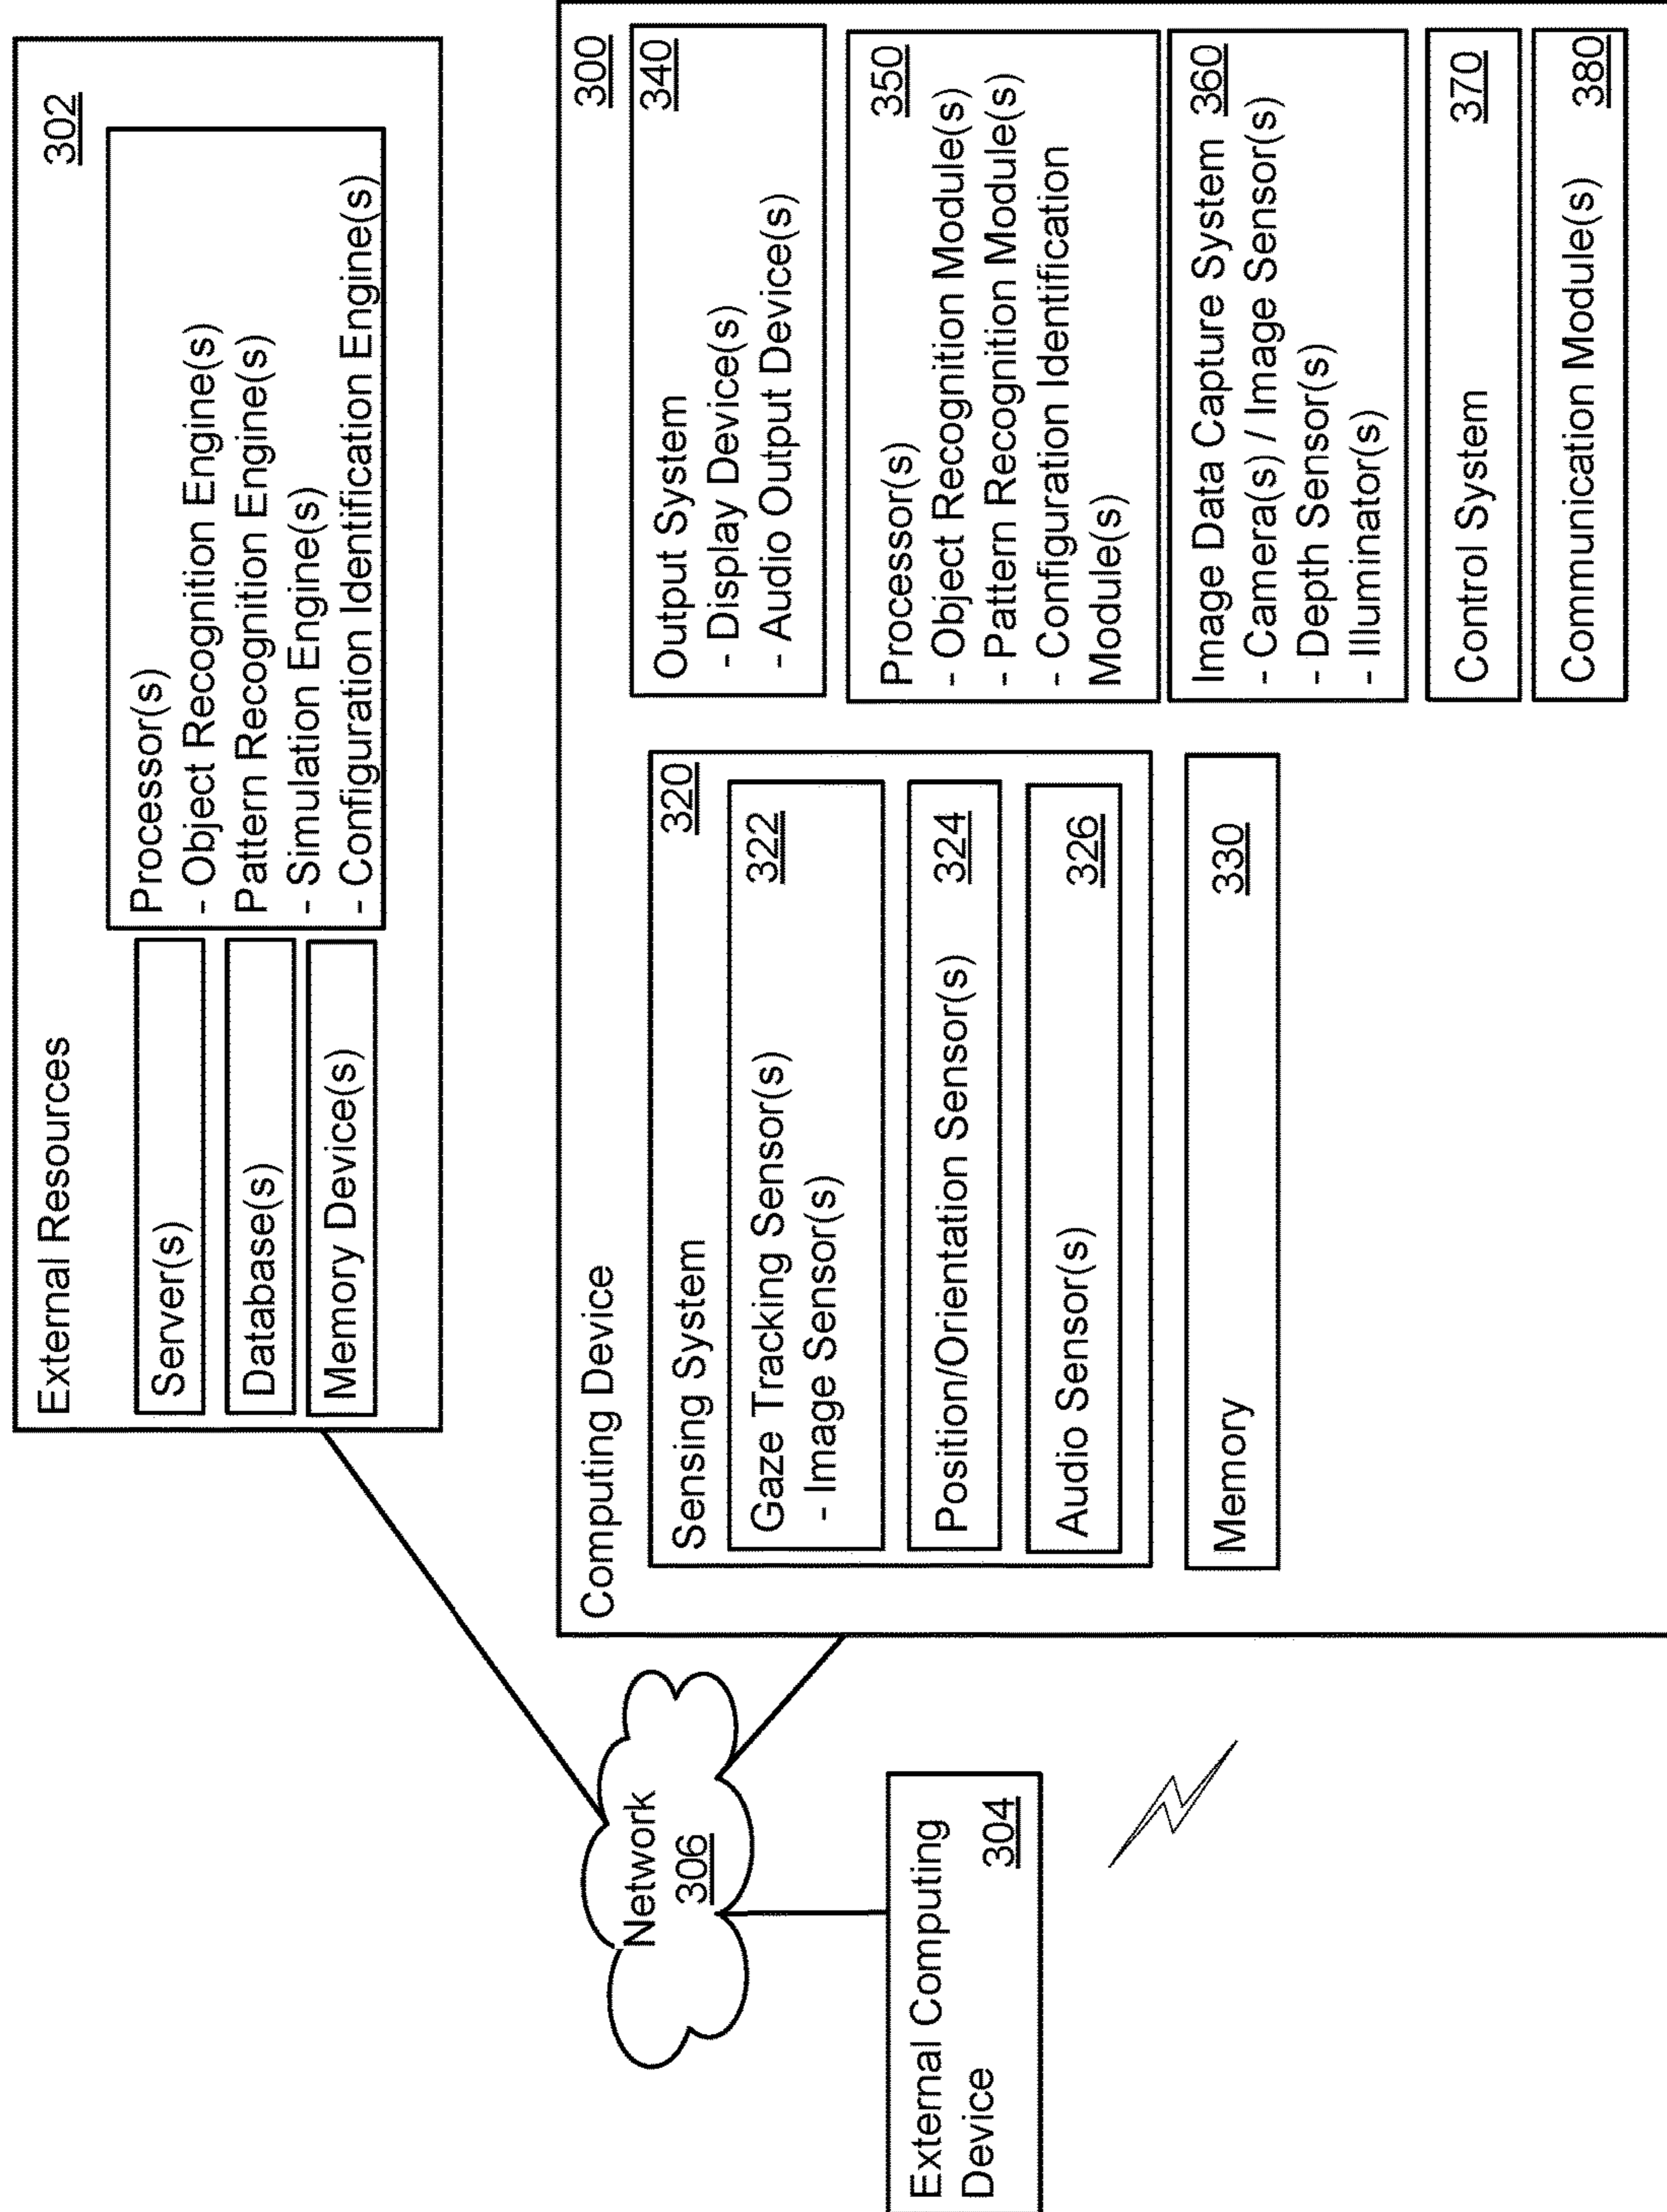 External Resources
302
Server(s)
Database(s)
Memory Device(s)
Processor(s)
- Object Recognition Engine(s)
Pattern Recognition Engine(s)
- Simulation Engine(s)
- Configuration Identification Engine(s)
Network
306
External Computing
Device
304
Computing Device
300
Sensing System
320
Gaze Tracking Sensor(s)
322
- Image Sensor(s)
Position/Orientation Sensor(s)
324
Audio Sensor(s)
326
Memory
330
Output System
340
- Display Device(s)
- Audio Output Device(s)
Processor(s)
350
- Object Recognition Module(s)
- Pattern Recognition Module(s)
- Configuration Identification
Module(s)
Image Data Capture System 360
- Camera(s) / Image Sensor(s)
- Depth Sensor(s)
- Illuminator(s)
Control System
370
Communication Module(s)
380